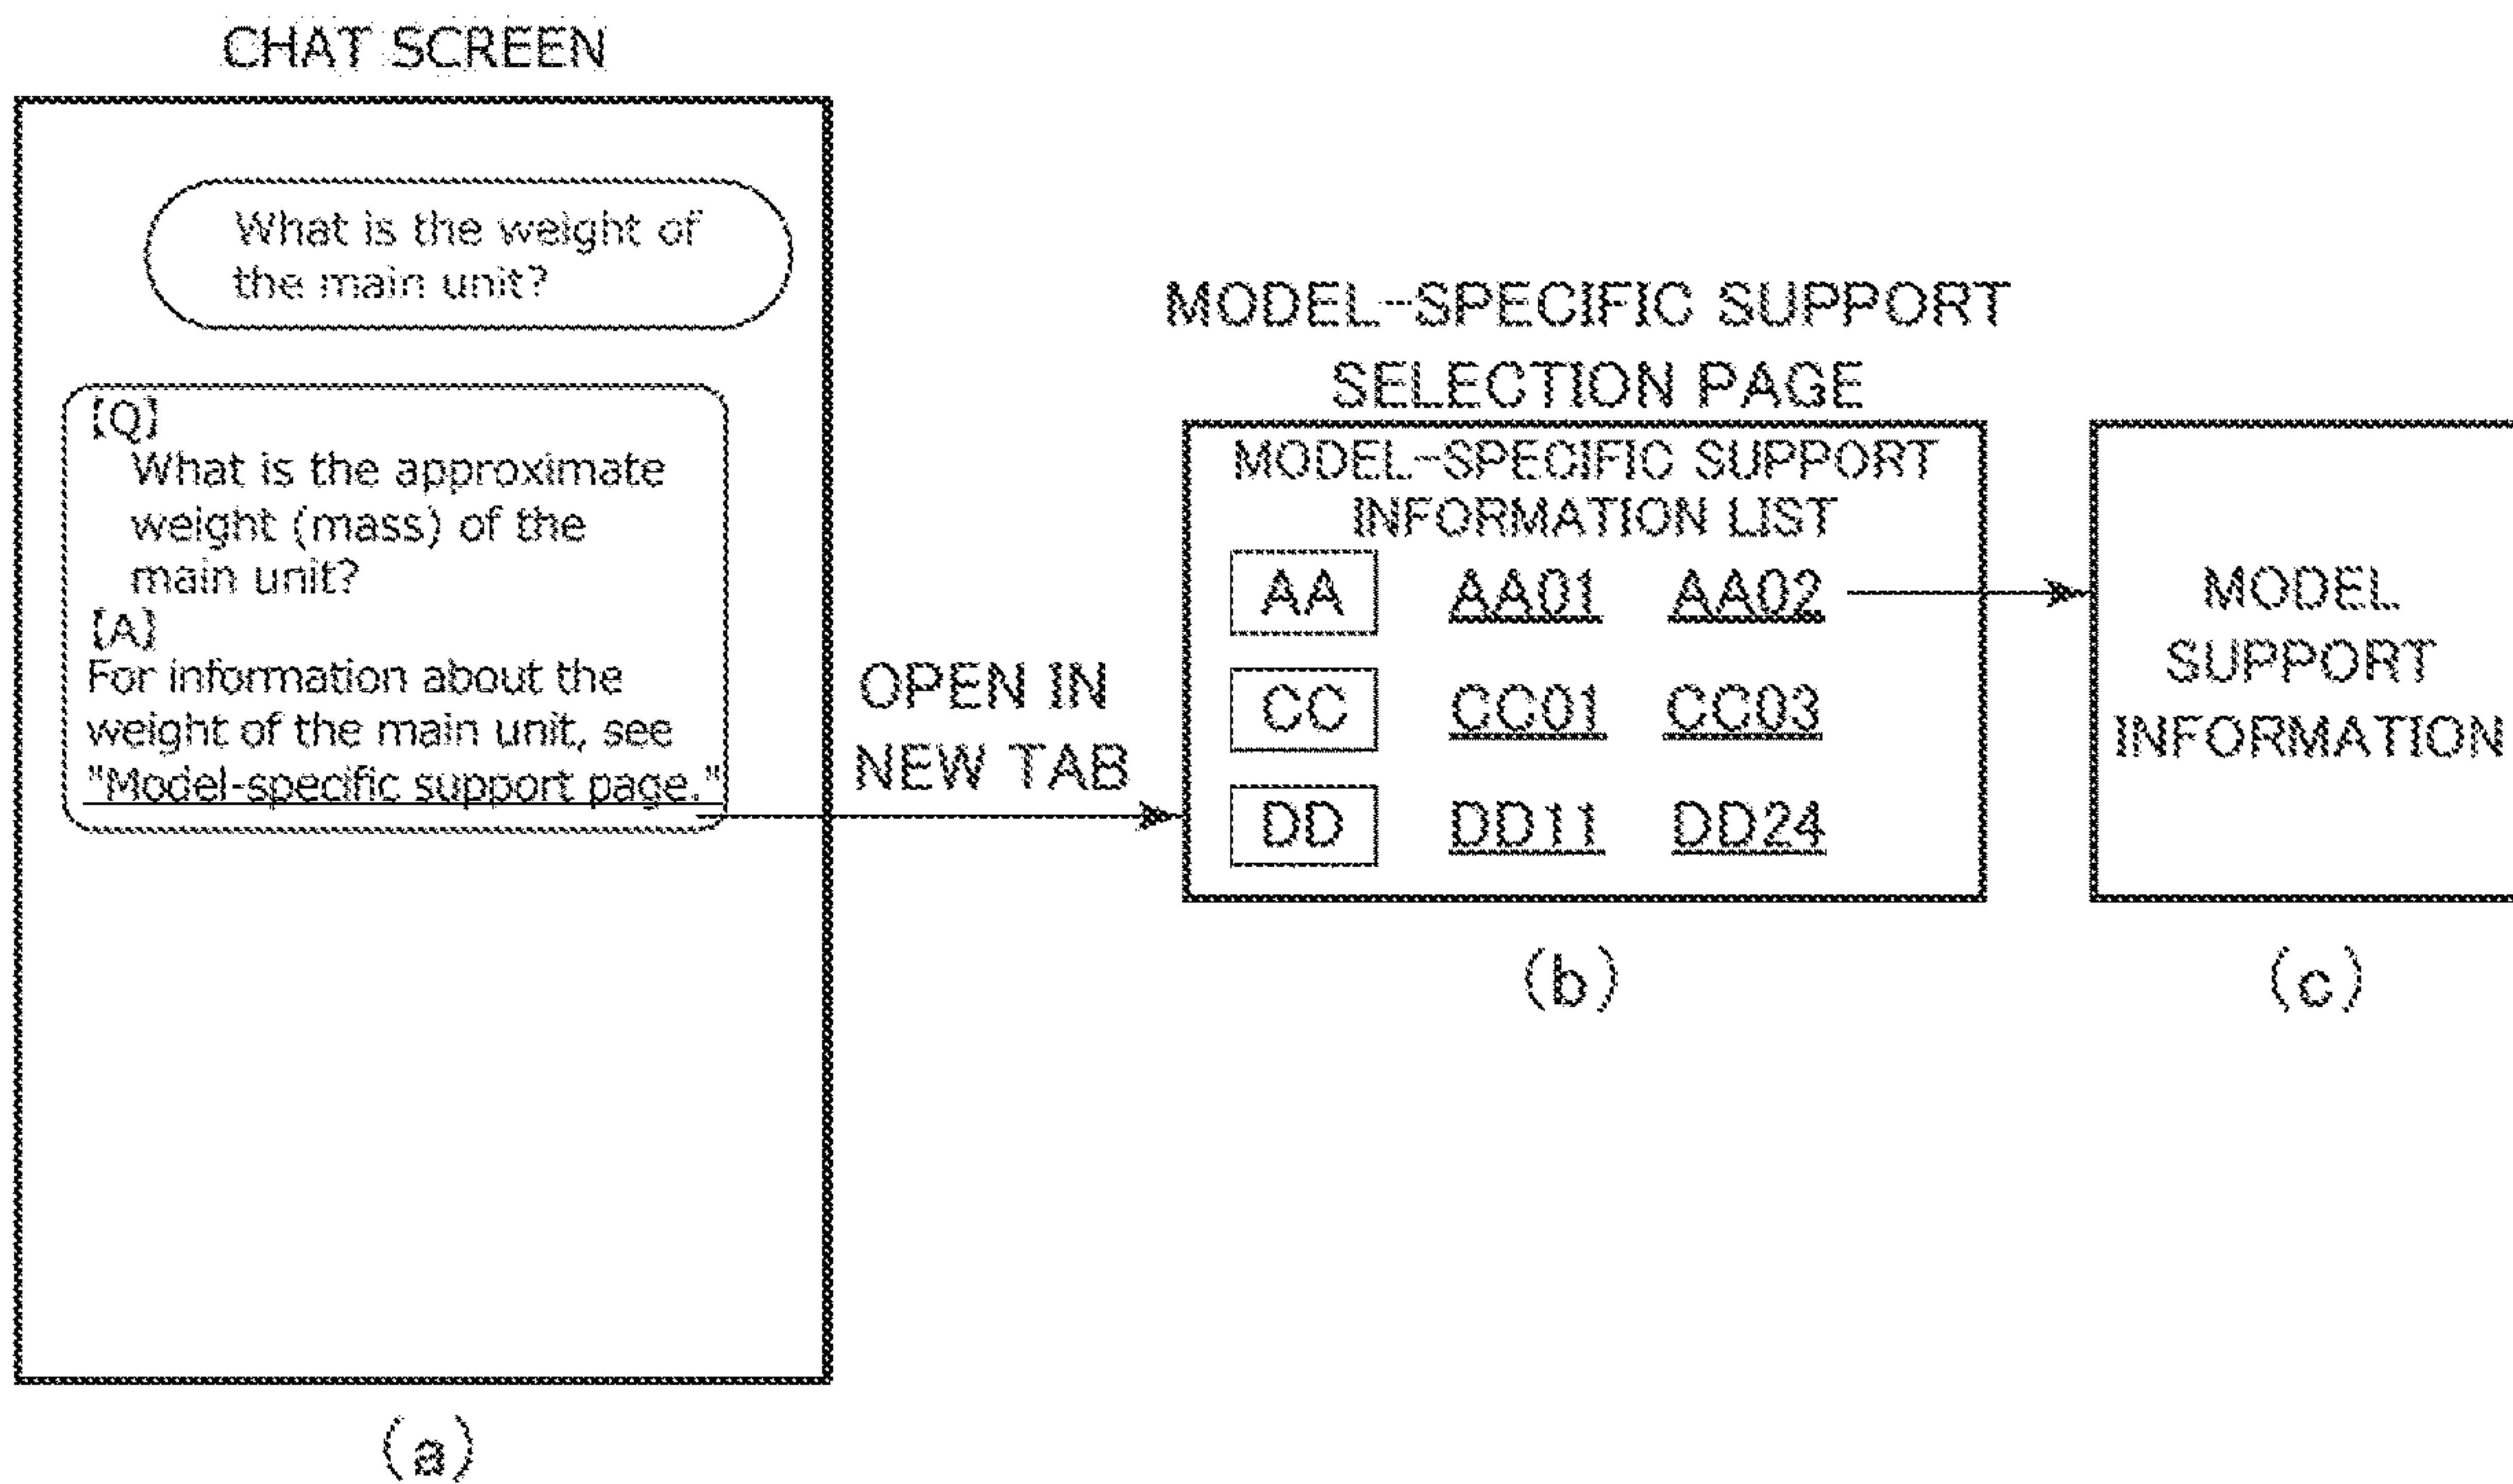 CHAT SCREEN
What is the weight of
the main unit?
[Q]
What is the approximate
weight (mass) of the
main unit?
[A]
For information about the
weight of the main unit, see
"Model-specific support page."
(a)
OPEN IN
NEW TAB
MODEL-SPECIFIC SUPPORT
SELECTION PAGE
MODEL-SPECIFIC SUPPORT
INFORMATION LIST
AA AA01 AA02
CC CC01 CC03
DD DD11 DD24
(b)
MODEL
SUPPORT
INFORMATION
(c)